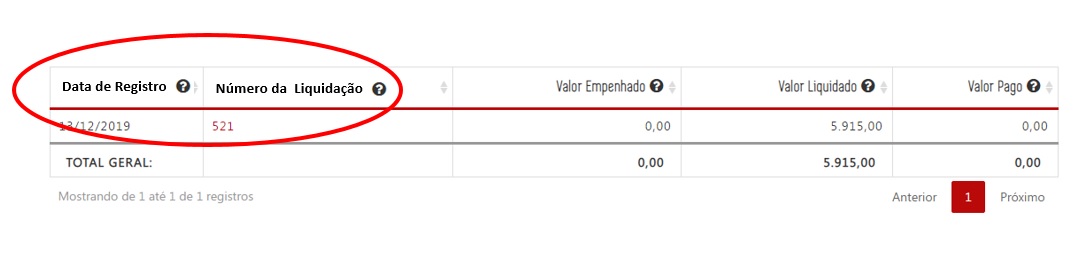 Data de Registro ? Número da Liquidação ? Valor Empenhado ? Valor Liquidado ? Valor Pago ?
13/12/2019 521 0,00 5.915,00 0,00
TOTAL GERAL: 0,00 5.915,00 0,00
Mostrando de 1 até 1 de 1 registros Anterior 1 Próximo